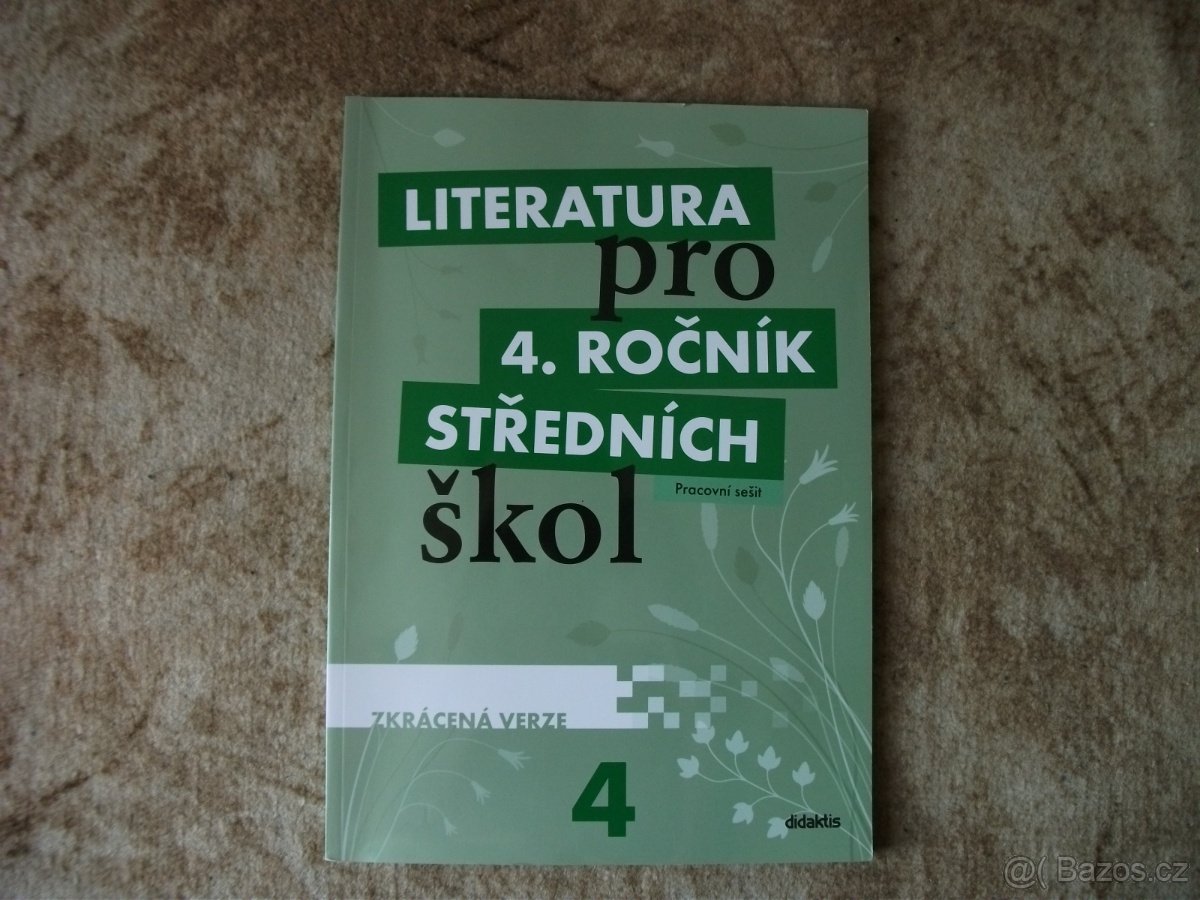 LITERATURA
pro
4. ROČNÍK
STŘEDNÍCH
škol
Pracovní sešit
ZKRÁCENÁ VERZE
4
didaktis
@( Bazos.cz